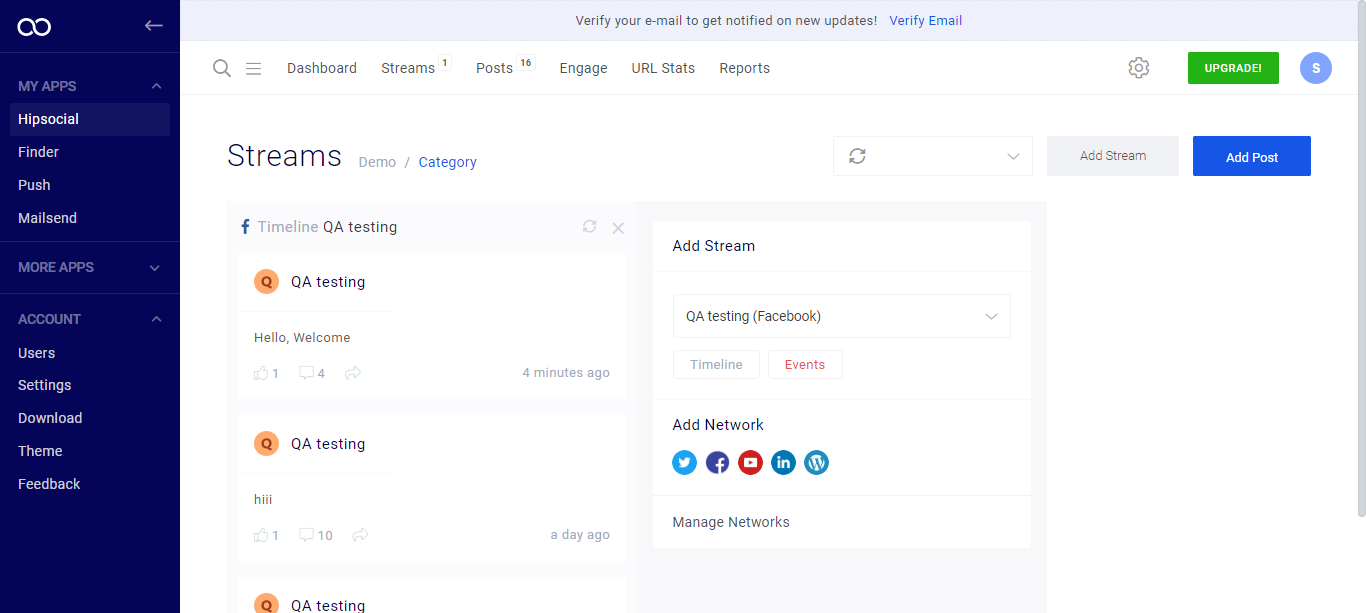 Verify your e-mail to get notified on new updates! Verify Email
MY APPS
Hipsocial
Finder
Push
Mailsend
MORE APPS
ACCOUNT
Users
Settings
Download
Theme
Feedback
Dashboard Streams 1 Posts 16 Engage URL Stats Reports UPGRADE! S
Streams Demo / Category Add Stream Add Post
Timeline QA testing
Q QA testing
Hello, Welcome
1 4 4 minutes ago
Q QA testing
hiii
1 10 a day ago
Q QA testing
Add Stream
QA testing (Facebook)
Timeline Events
Add Network
Manage Networks